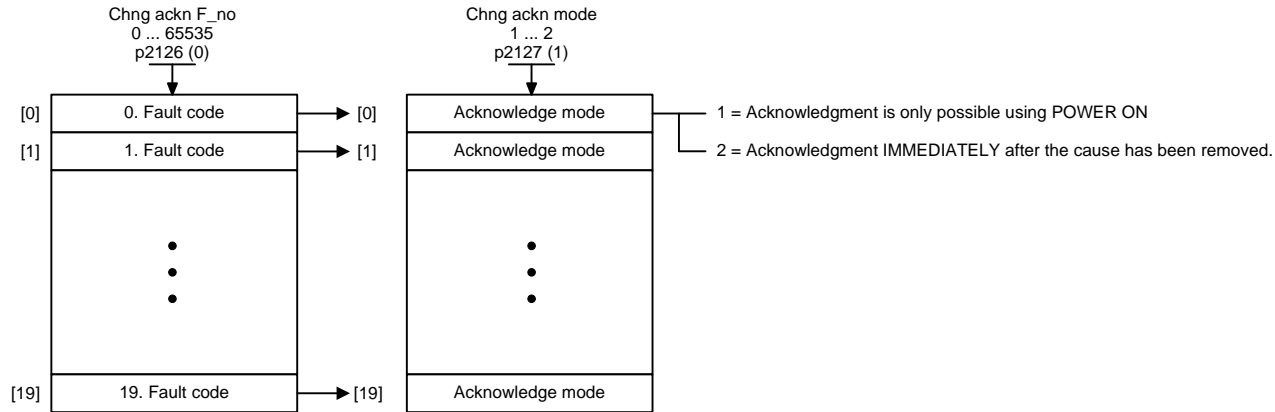 Chng ackn F_no
0 ... 65535
p2126 (0)
Chng ackn mode
1 ... 2
p2127 (1)
[0] 0. Fault code [0] Acknowledge mode 1 = Acknowledgment is only possible using POWER ON
[1] 1. Fault code [1] Acknowledge mode 2 = Acknowledgment IMMEDIATELY after the cause has been removed.
[19] 19. Fault code [19] Acknowledge mode